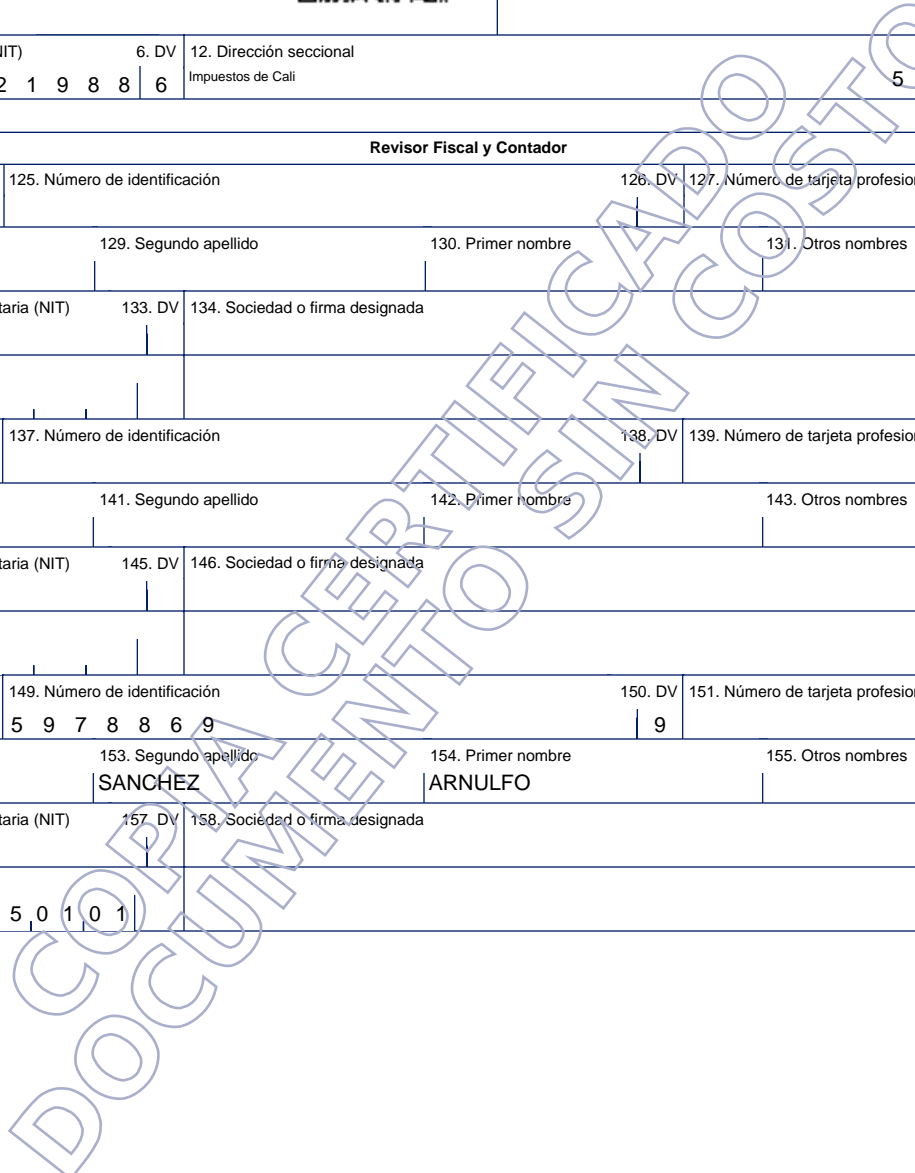 NIT) 6. DV 12. Dirección seccional
2 1 9 8 8 6 Impuestos de Cali 5
Revisor Fiscal y Contador
125. Número de identificación 126. DV 127. Número de tarjeta profesion
129. Segundo apellido 130. Primer nombre 131. Otros nombres
taria (NIT) 133. DV 134. Sociedad o firma designada
137. Número de identificación 138. DV 139. Número de tarjeta profesion
141. Segundo apellido 142. Primer nombre 143. Otros nombres
taria (NIT) 145. DV 146. Sociedad o firma designada
149. Número de identificación 150. DV 151. Número de tarjeta profesion
5 9 7 8 8 6 9 9
153. Segundo apellido 154. Primer nombre 155. Otros nombres
SANCHEZ ARNULFO
taria (NIT) 157. DV 158. Sociedad o firma designada
5 0 1 0 1
COPIA CERTIFICADO
DOCUMENTO SIN COSTO